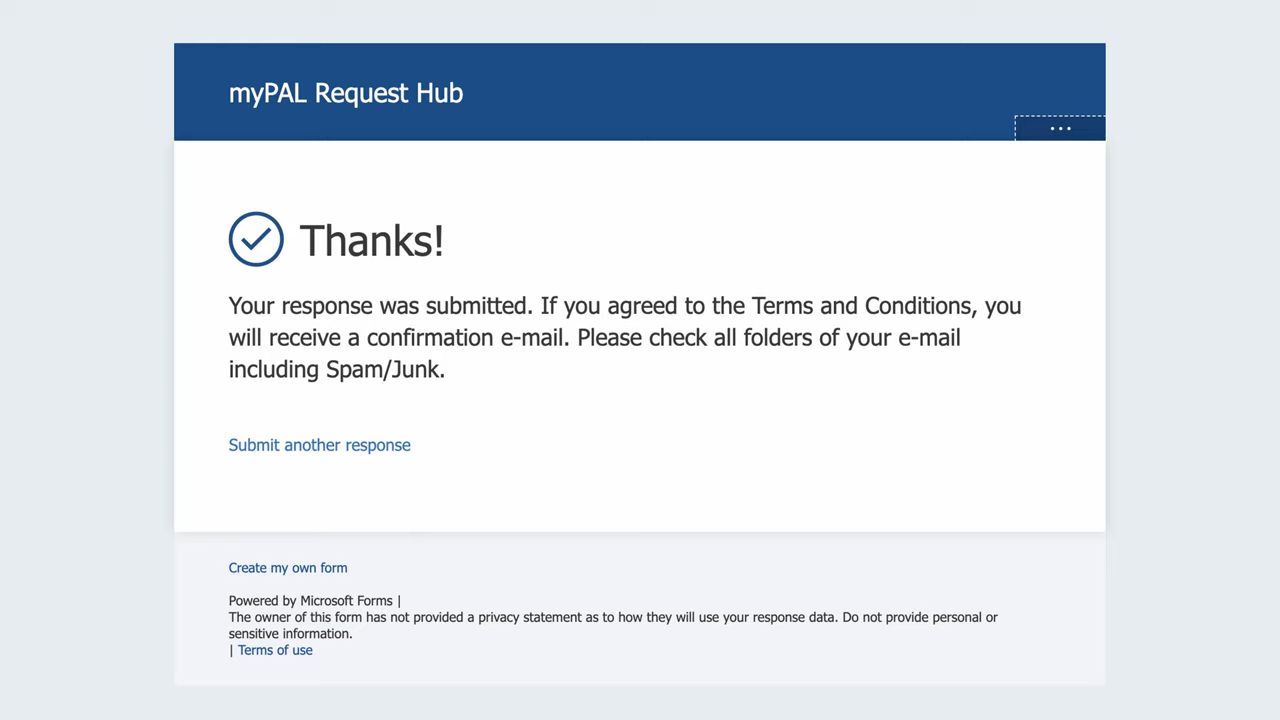 myPAL Request Hub
...
Thanks!
Your response was submitted. If you agreed to the Terms and Conditions, you
will receive a confirmation e-mail. Please check all folders of your e-mail
including Spam/Junk.
Submit another response
Create my own form
Powered by Microsoft Forms |
The owner of this form has not provided a privacy statement as to how they will use your response data. Do not provide personal or
sensitive information.
| Terms of use